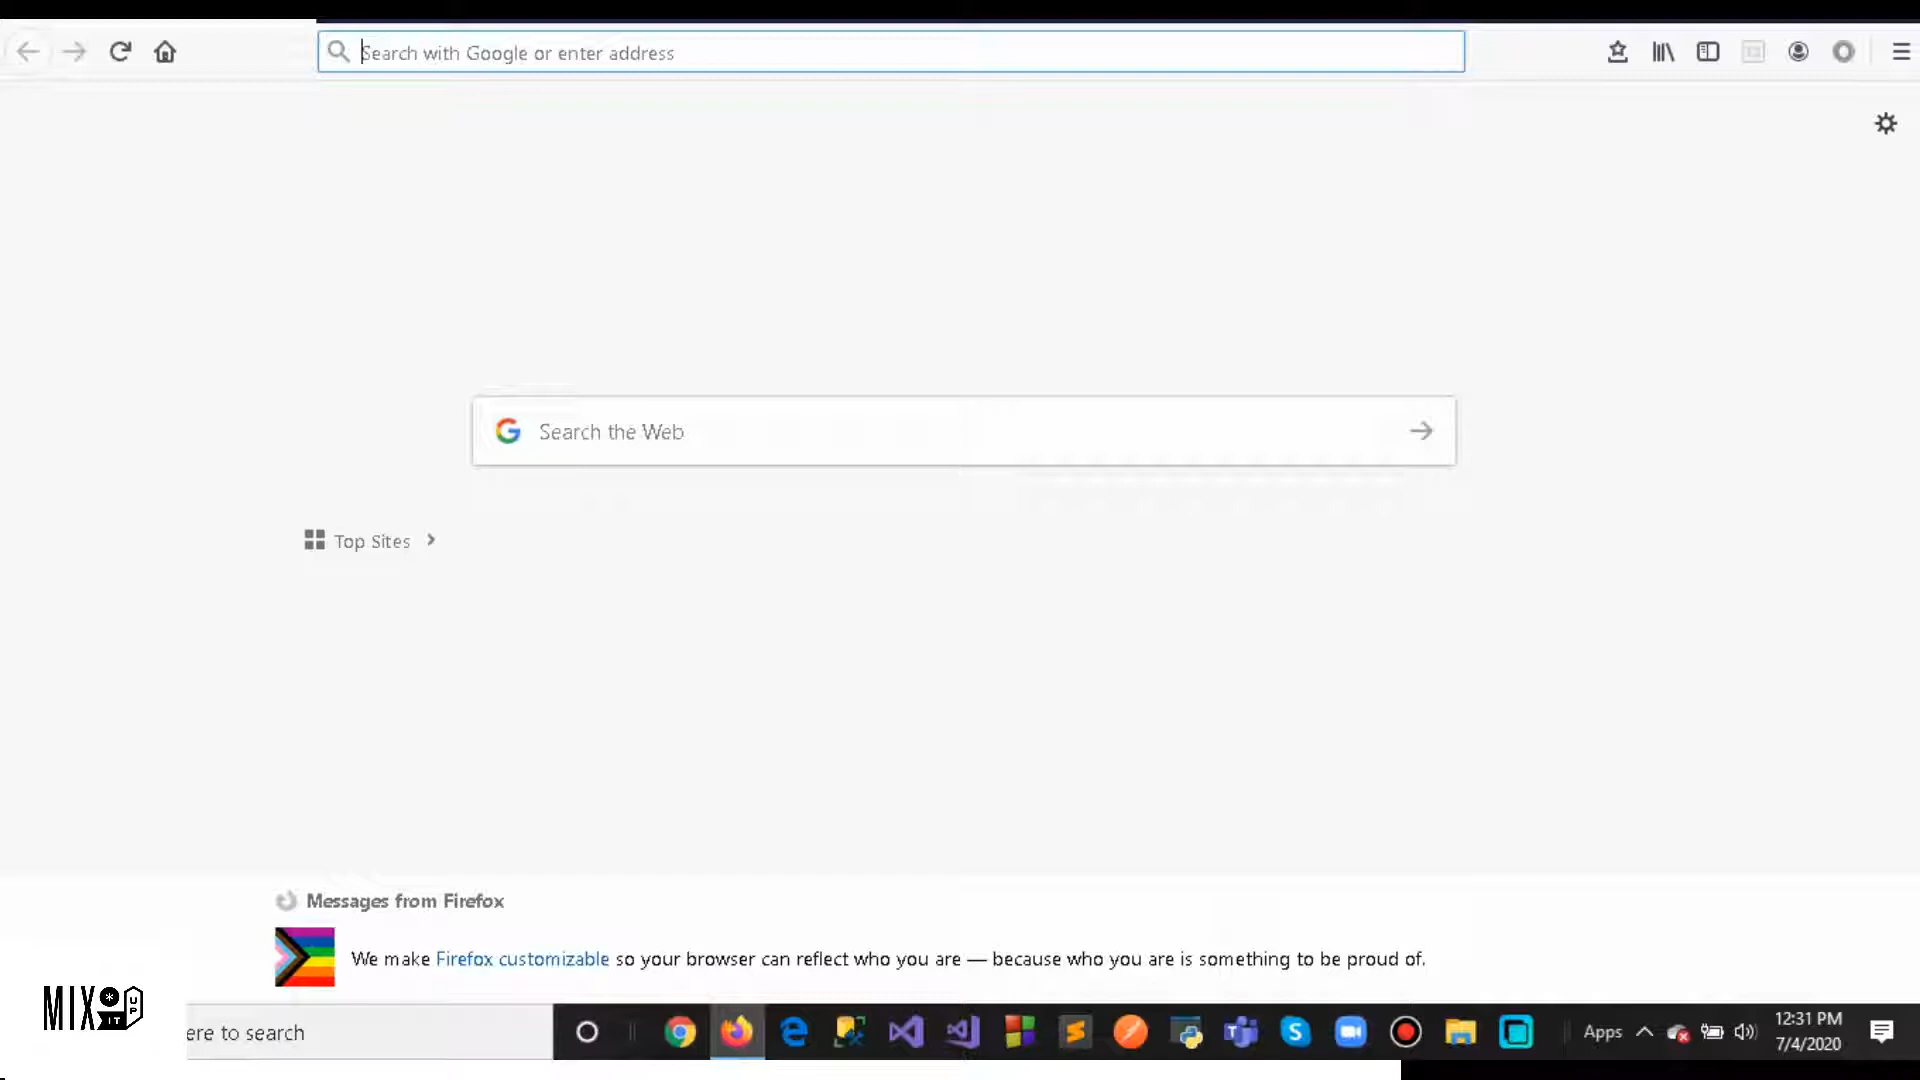 Search with Google or enter address
Search the Web
Top Sites
Messages from Firefox
We make Firefox customizable so your browser can reflect who you are — because who you are is something to be proud of.
MIX IT UP
ere to search
Apps
12:31 PM
7/4/2020